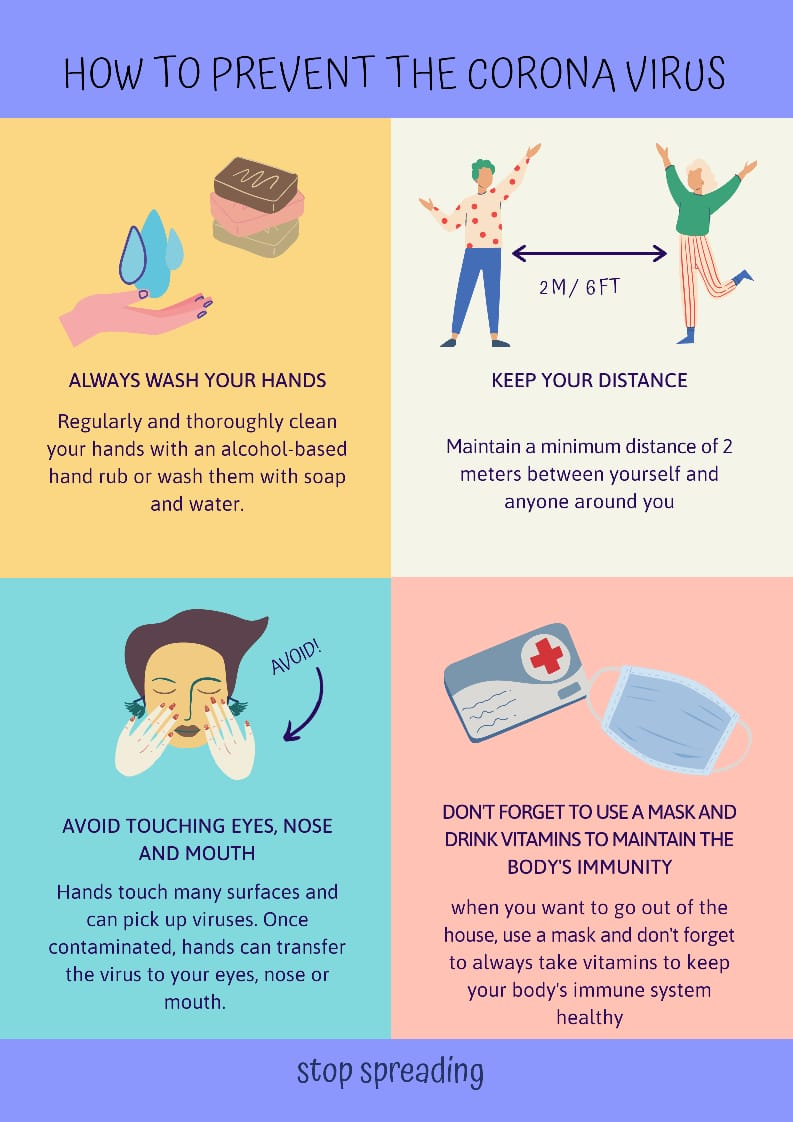 HOW TO PREVENT THE CORONA VIRUS
ALWAYS WASH YOUR HANDS
Regularly and thoroughly clean
your hands with an alcohol-based
hand rub or wash them with soap
and water.
2M/ 6FT
KEEP YOUR DISTANCE
Maintain a minimum distance of 2
meters between yourself and
anyone around you
AVOID!
AVOID TOUCHING EYES, NOSE
AND MOUTH
Hands touch many surfaces and
can pick up viruses. Once
contaminated, hands can transfer
the virus to your eyes, nose or
mouth.
DON'T FORGET TO USE A MASK AND
DRINK VITAMINS TO MAINTAIN THE
BODY'S IMMUNITY
when you want to go out of the
house, use a mask and don't forget
to always take vitamins to keep
your body's immune system
healthy
stop spreading